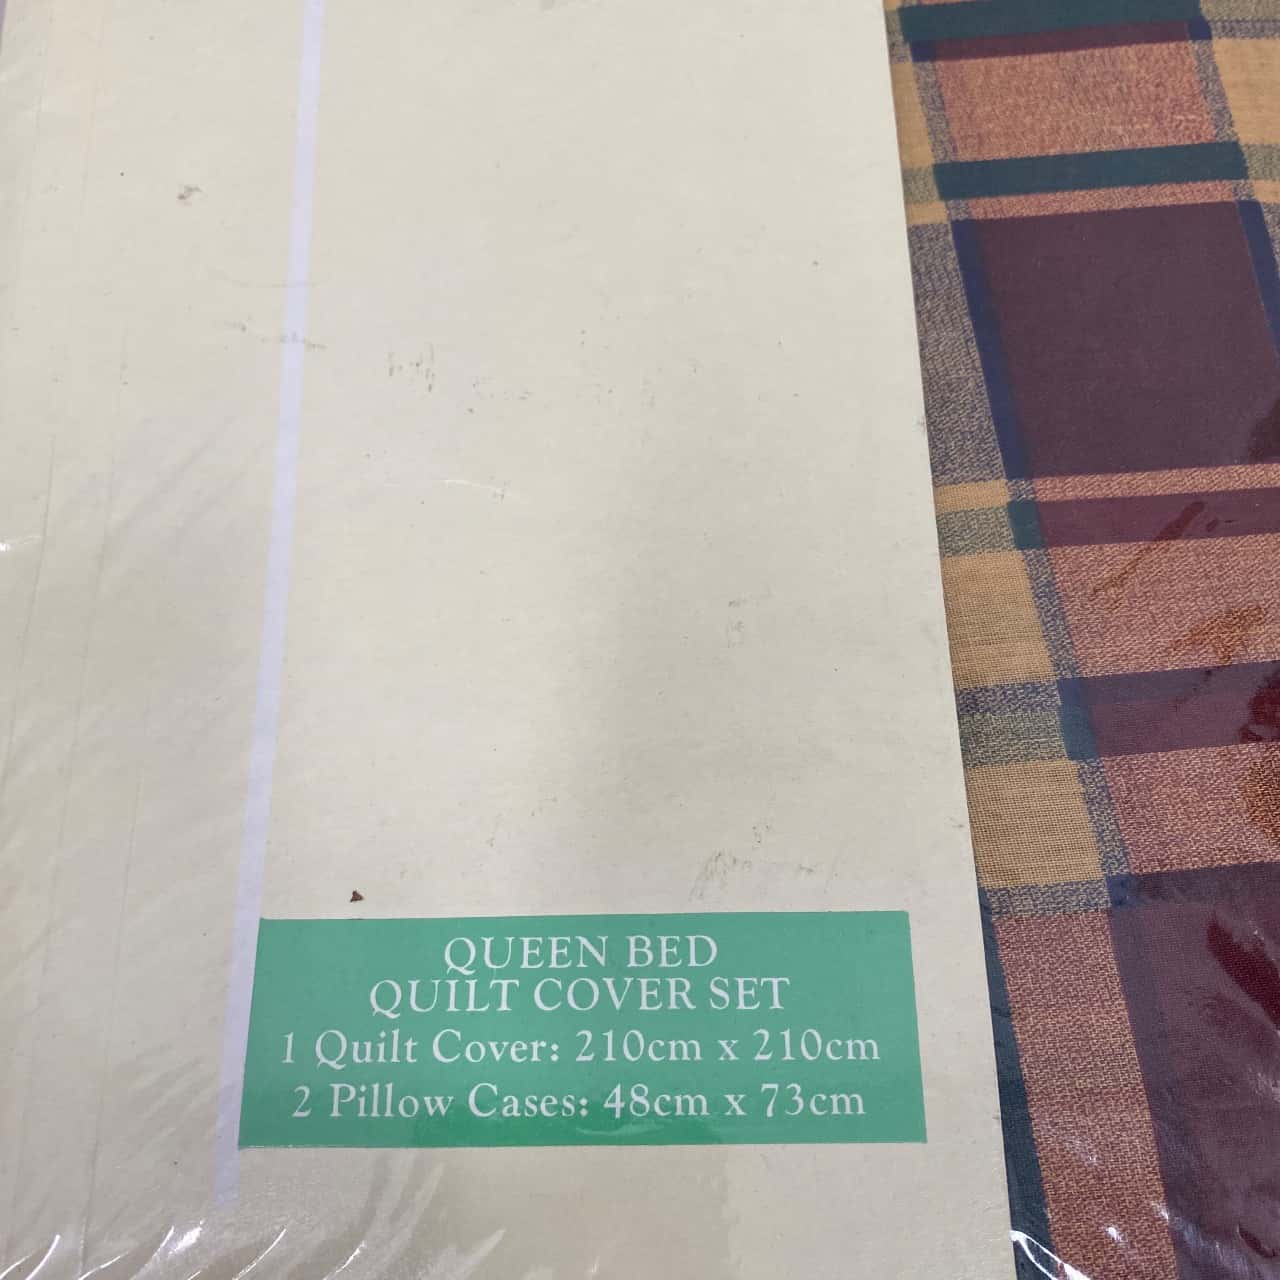 QUEEN BED
QUILT COVER SET
1 Quilt Cover: 210cm x 210cm
2 Pillow Cases: 48cm x 73cm